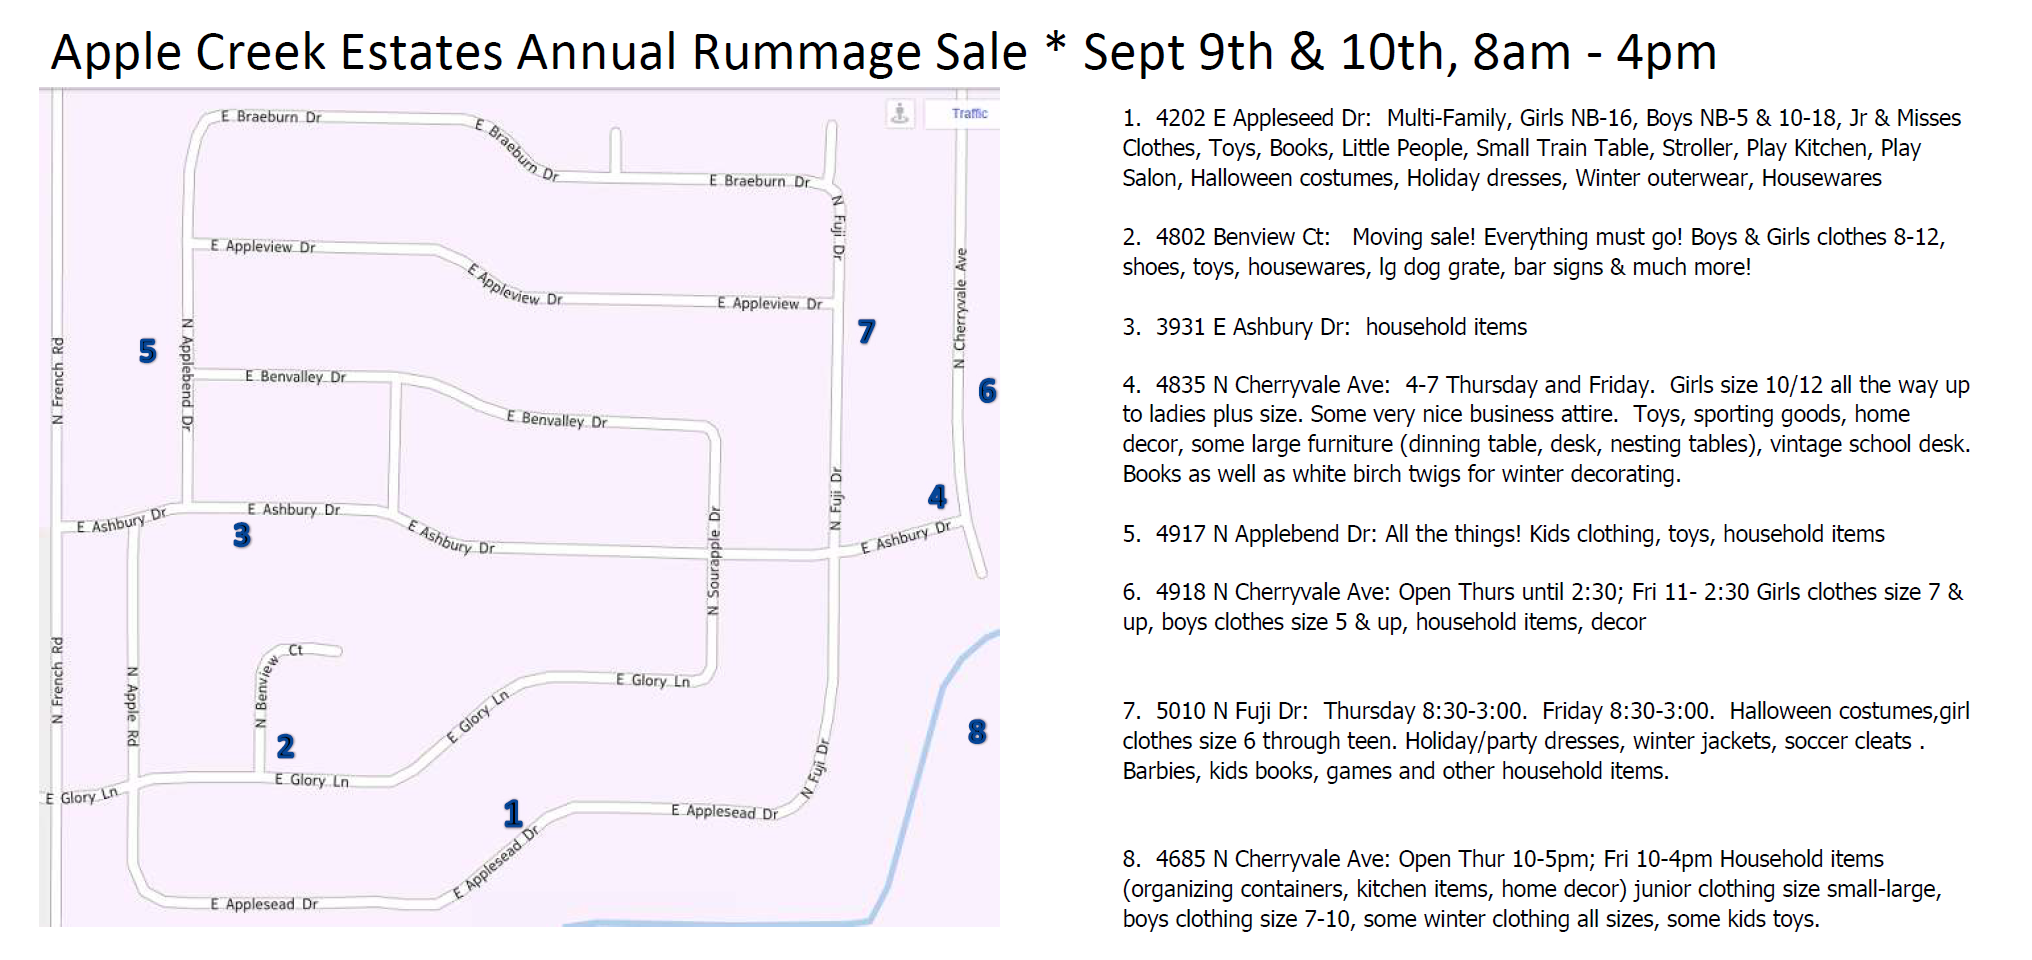 Apple Creek Estates Annual Rummage Sale * Sept 9th & 10th, 8am - 4pm
Traffic
E Braeburn Dr
E Braeburn Dr
E Braeburn Dr
N Fuji Dr
E Appleview Dr
E Appleview Dr
E Appleview Dr
N Cherryvale Ave
7
5
N Applebend Dr
N French Rd
E Benvalley Dr
E Benvalley Dr
6
N Fuji Dr
4
E Ashbury Dr
E Ashbury Dr
3
E Ashbury Dr
E Ashbury Dr
N Sourapple Dr
N French Rd
N Apple Rd
N Benview Ct
E Glory Ln
E Glory Ln
2
8
E Glory Ln
E Glory Ln
N Fuji Dr
1
E Applesead Dr
E Applesead Dr
E Applesead Dr
1. 4202 E Appleseed Dr: Multi-Family, Girls NB-16, Boys NB-5 & 10-18, Jr & Misses
Clothes, Toys, Books, Little People, Small Train Table, Stroller, Play Kitchen, Play
Salon, Halloween costumes, Holiday dresses, Winter outerwear, Housewares
2. 4802 Benview Ct: Moving sale! Everything must go! Boys & Girls clothes 8-12,
shoes, toys, housewares, lg dog grate, bar signs & much more!
3. 3931 E Ashbury Dr: household items
4. 4835 N Cherryvale Ave: 4-7 Thursday and Friday. Girls size 10/12 all the way up
to ladies plus size. Some very nice business attire. Toys, sporting goods, home
decor, some large furniture (dinning table, desk, nesting tables), vintage school desk.
Books as well as white birch twigs for winter decorating.
5. 4917 N Applebend Dr: All the things! Kids clothing, toys, household items
6. 4918 N Cherryvale Ave: Open Thurs until 2:30; Fri 11- 2:30 Girls clothes size 7 &
up, boys clothes size 5 & up, household items, decor
7. 5010 N Fuji Dr: Thursday 8:30-3:00. Friday 8:30-3:00. Halloween costumes,girl
clothes size 6 through teen. Holiday/party dresses, winter jackets, soccer cleats .
Barbies, kids books, games and other household items.
8. 4685 N Cherryvale Ave: Open Thur 10-5pm; Fri 10-4pm Household items
(organizing containers, kitchen items, home decor) junior clothing size small-large,
boys clothing size 7-10, some winter clothing all sizes, some kids toys.